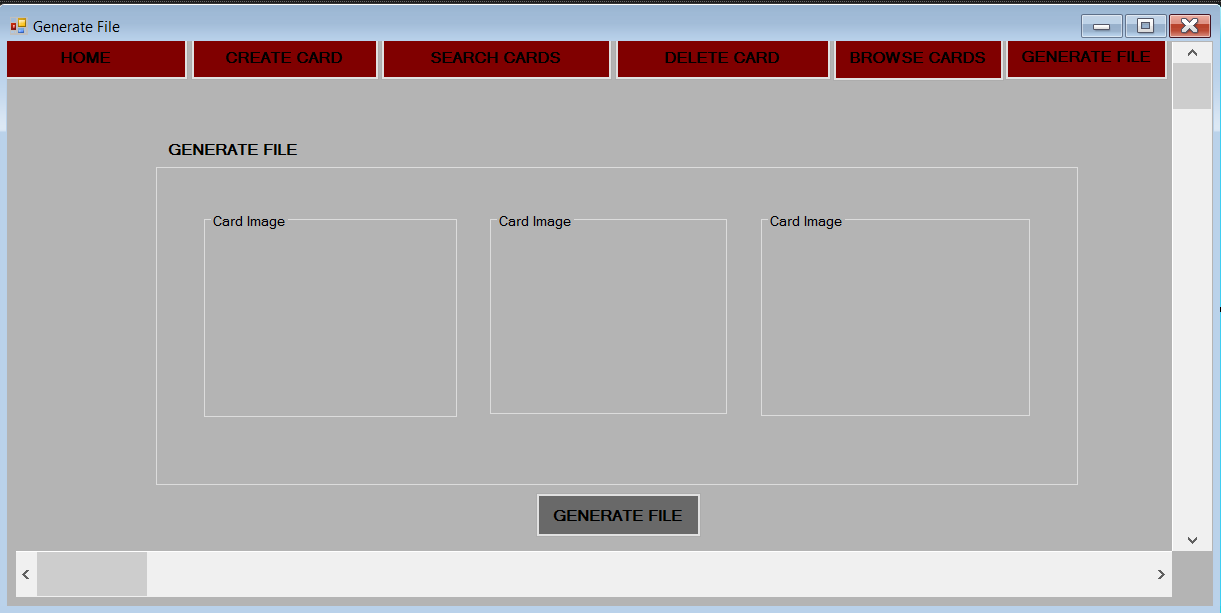 Generate File
HOME CREATE CARD SEARCH CARDS DELETE CARD BROWSE CARDS GENERATE FILE
GENERATE FILE
Card Image Card Image Card Image
GENERATE FILE